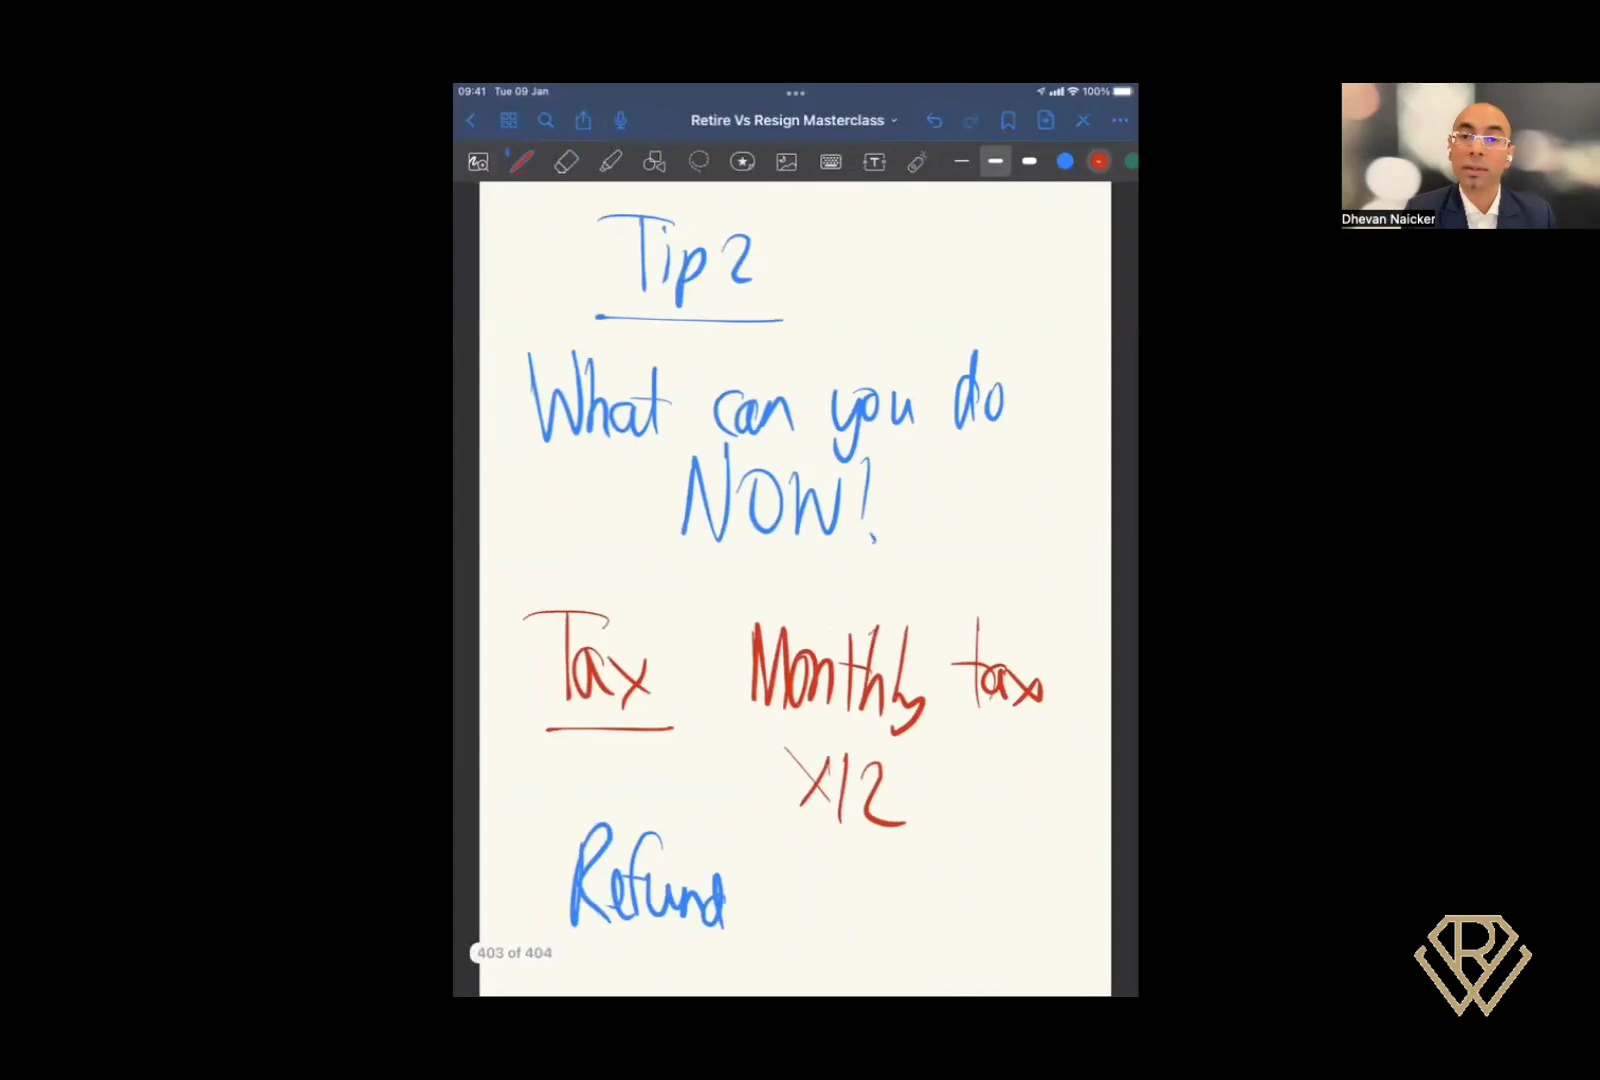 09:41 Tue 09 Jan
100%
Retire Vs Resign Masterclass
Tip 2
What can you do
NOW!
Tax Monthly tax
X12
Refund
403 of 404
Dhevan Naicker
RW